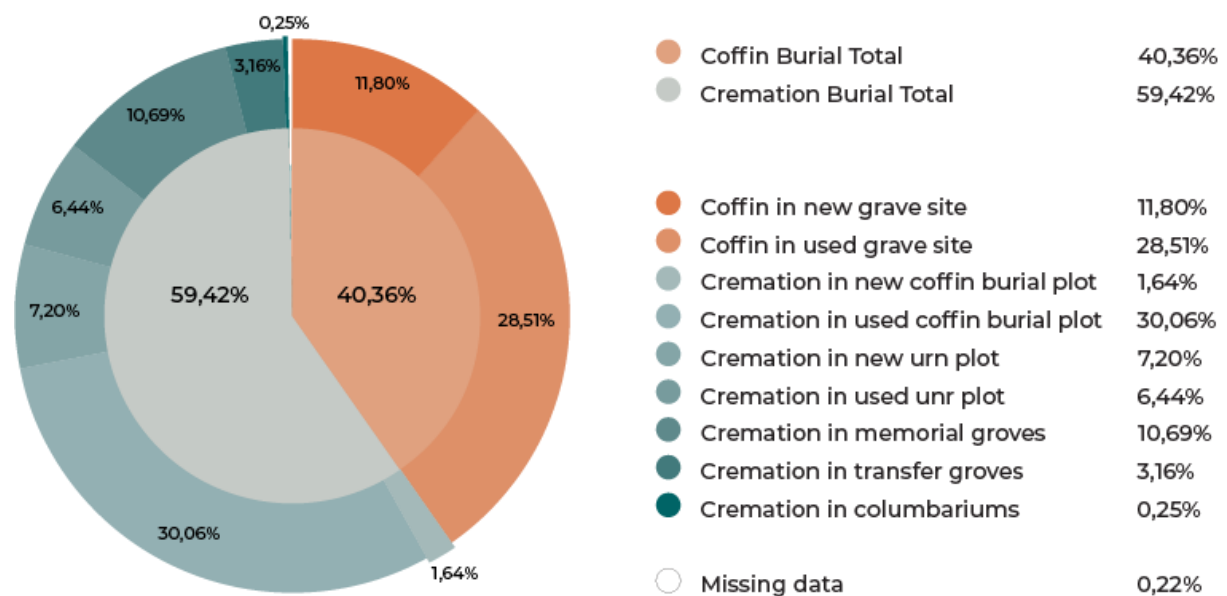 0,25%
3,16%
11,80%
10,69%
6,44%
59,42%
40,36%
7,20%
28,51%
30,06%
1,64%
Coffin Burial Total 40,36%
Cremation Burial Total 59,42%
Coffin in new grave site 11,80%
Coffin in used grave site 28,51%
Cremation in new coffin burial plot 1,64%
Cremation in used coffin burial plot 30,06%
Cremation in new urn plot 7,20%
Cremation in used unr plot 6,44%
Cremation in memorial groves 10,69%
Cremation in transfer groves 3,16%
Cremation in columbariums 0,25%
Missing data 0,22%